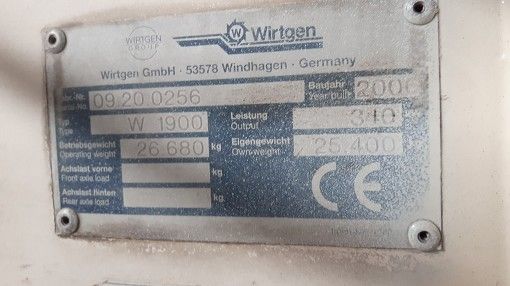 WIRTGEN GROUP
Wirtgen
Wirtgen GmbH · 53578 Windhagen · Germany
09.20 0256 Baujahr
Year built
Typ W 1900 Leistung 340
Type Output
Betriebsgewicht 26 680 kg Eigengewicht 25 400 kg
Operating weight Own-weight
Achslast vorne kg
Front axle load
Achslast hinten kg
Rear axle load
CE